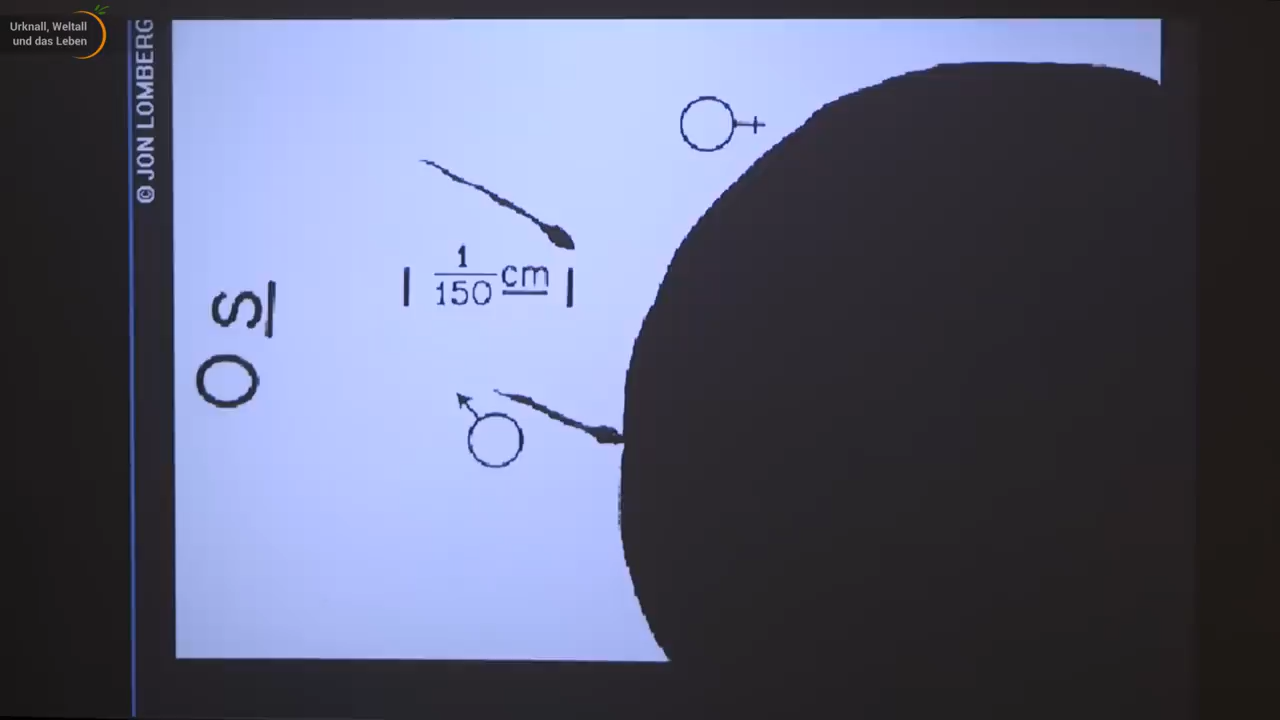 Urknall, Weltall
und das Leben
© JON LOMBERG
1
150 cm
O S